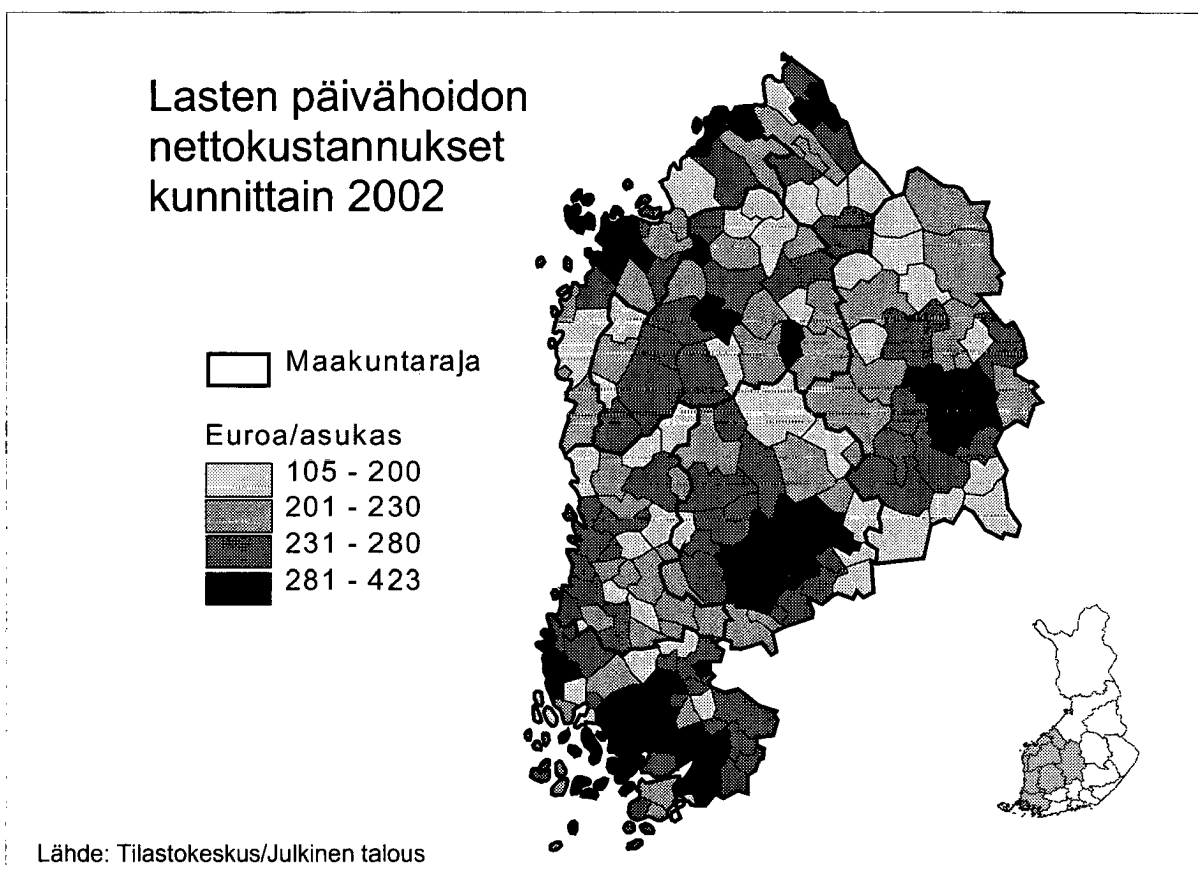 Lasten päivähoidon
nettokustannukset
kunnittain 2002
Maakuntaraja
Euroa/asukas
105 - 200
201 - 230
231 - 280
281 - 423
Lähde: Tilastokeskus/Julkinen talous